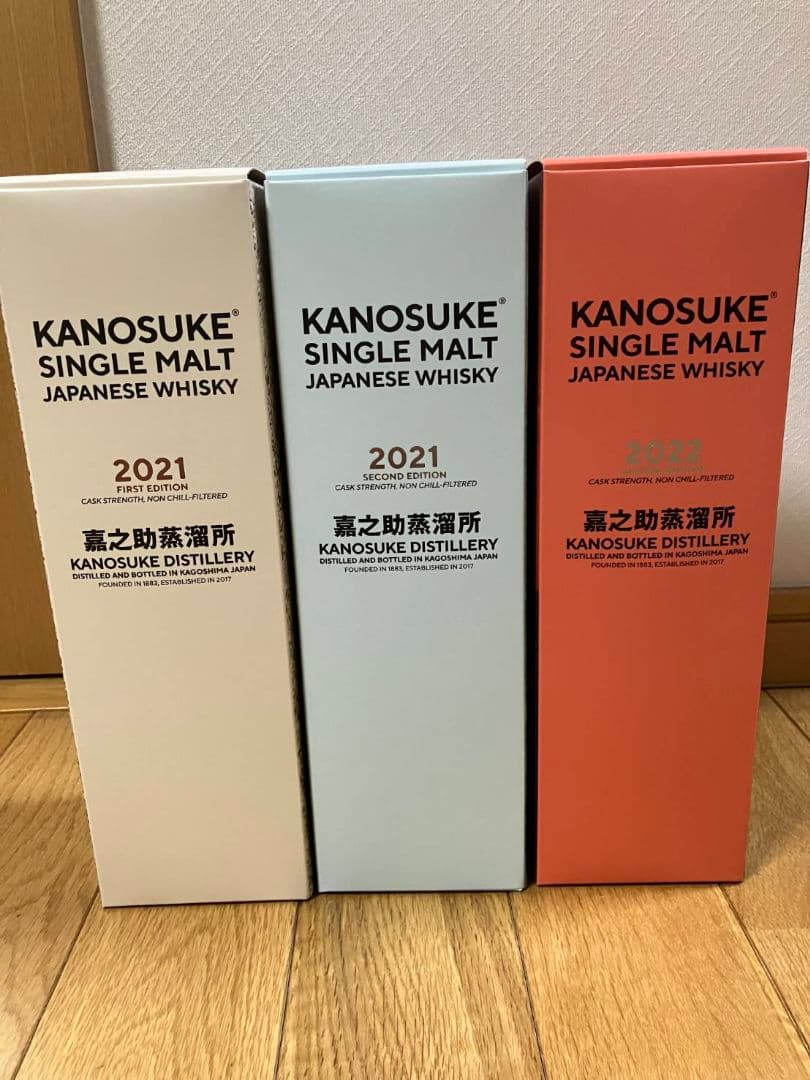 KANOSUKE®
SINGLE MALT
JAPANESE WHISKY
2021
FIRST EDITION
CASK STRENGTH, NON CHILL-FILTERED
嘉之助蒸溜所
KANOSUKE DISTILLERY
DISTILLED AND BOTTLED IN KAGOSHIMA JAPAN
FOUNDED IN 1883, ESTABLISHED IN 2017
KANOSUKE®
SINGLE MALT
JAPANESE WHISKY
2021
SECOND EDITION
CASK STRENGTH, NON CHILL-FILTERED
嘉之助蒸溜所
KANOSUKE DISTILLERY
DISTILLED AND BOTTLED IN KAGOSHIMA JAPAN
FOUNDED IN 1883, ESTABLISHED IN 2017
KANOSUKE®
SINGLE MALT
JAPANESE WHISKY
2022
CASK STRENGTH, NON CHILL-FILTERED
嘉之助蒸溜所
KANOSUKE DISTILLERY
DISTILLED AND BOTTLED IN KAGOSHIMA JAPAN
FOUNDED IN 1883, ESTABLISHED IN 2017